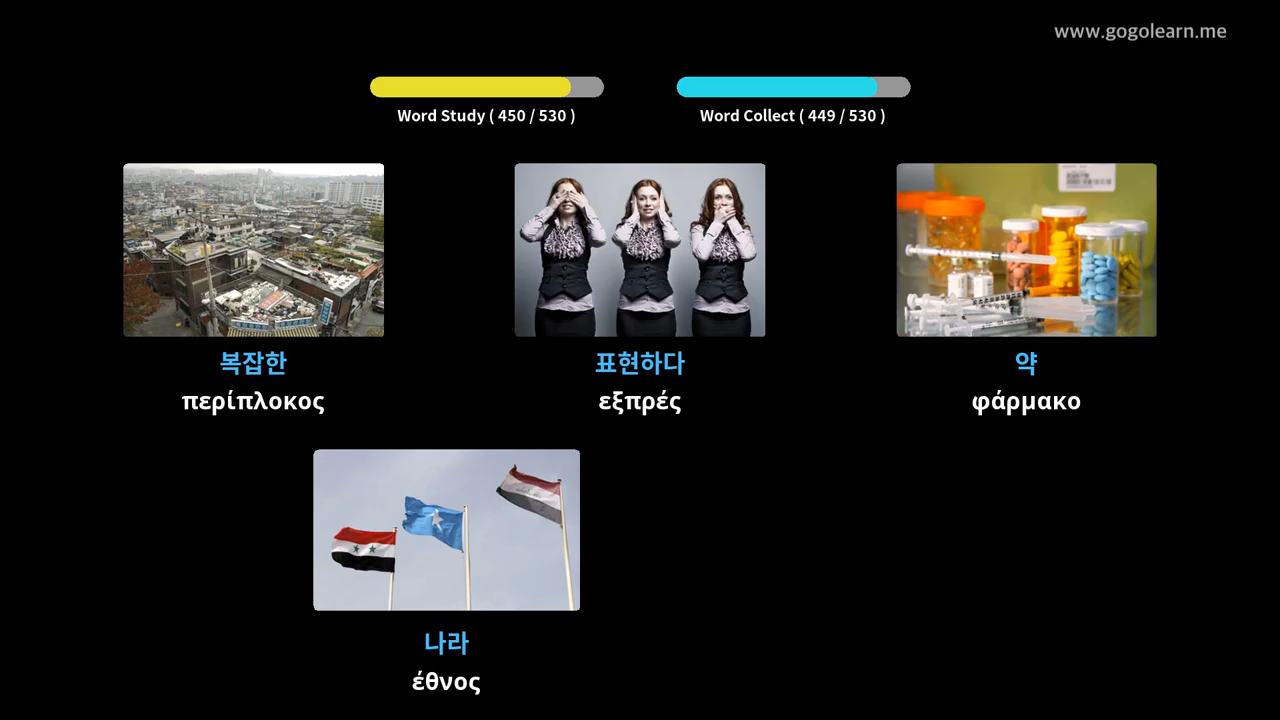 www.gogolearn.me
Word Study ( 450 / 530 )
Word Collect ( 449 / 530 )
복잡한
περίπλοκος
표현하다
εξπρές
약
φάρμακο
나라
έθνος